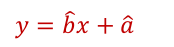 y = b̂x + â